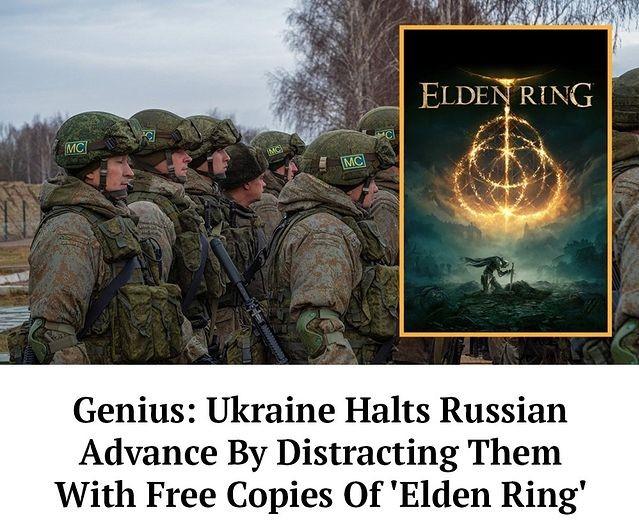 ELDEN RING
MC
C
MC
MC
Genius: Ukraine Halts Russian
Advance By Distracting Them
With Free Copies Of 'Elden Ring'